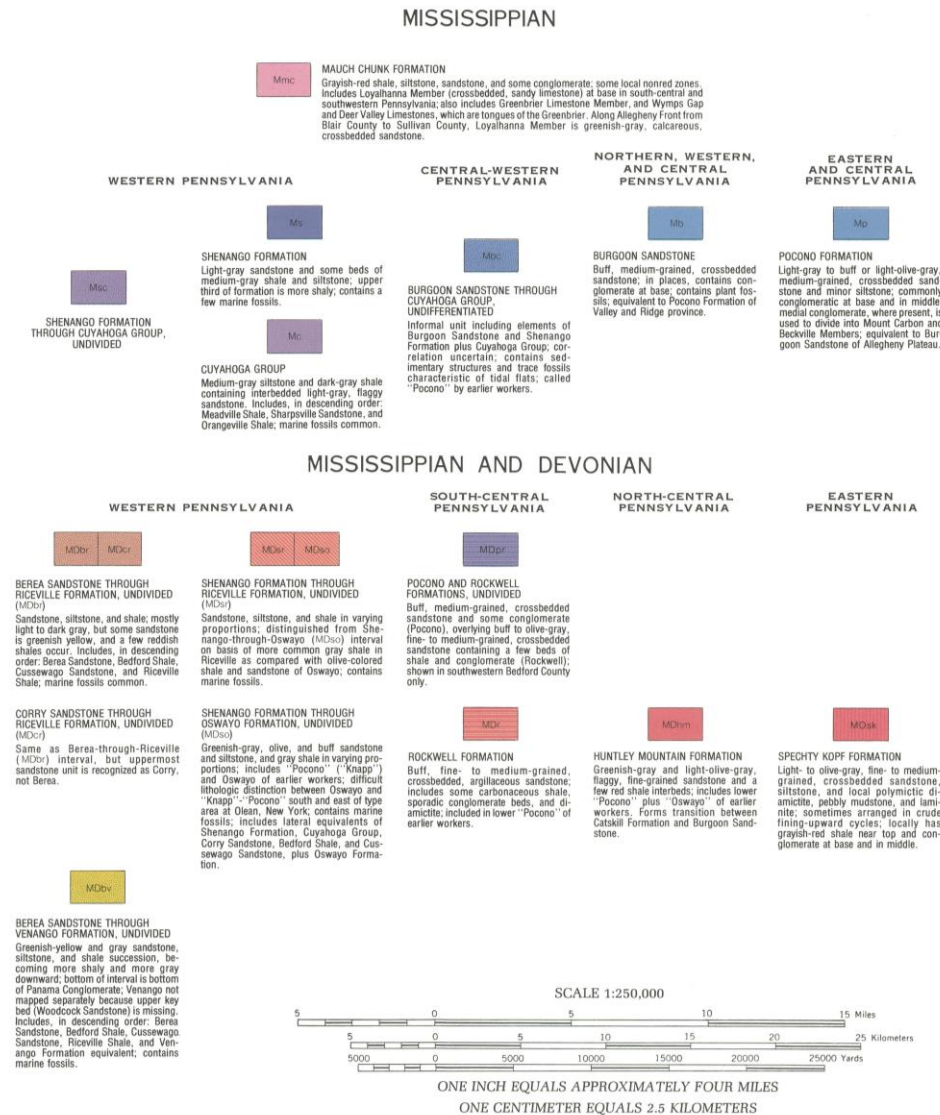 MISSISSIPPIAN
Mmc
MAUCH CHUNK FORMATION
Grayish-red shale, siltstone, sandstone, and some conglomerate; some local nonred zones.
Includes Loyalhanna Member (crossbedded, sandy limestone) at base in south-central and
southwestern Pennsylvania; also includes Greenbrier Limestone Member, and Wymps Gap
and Deer Valley Limestones, which are tongues of the Greenbrier. Along Allegheny Front from
Blair County to Sullivan County, Loyalhanna Member is greenish-gray, calcareous,
crossbedded sandstone.
WESTERN PENNSYLVANIA
Msc
SHENANGO FORMATION
THROUGH CUYAHOGA GROUP,
UNDIVIDED
Ms
SHENANGO FORMATION
Light-gray sandstone and some beds of
medium-gray shale and siltstone; upper
third of formation is more shaly; contains a
few marine fossils.
Mc
CUYAHOGA GROUP
Medium-gray siltstone and dark-gray shale
containing interbedded light-gray, flaggy
sandstone. Includes, in descending order:
Meadville Shale, Sharpsville Sandstone, and
Orangeville Shale; marine fossils common.
CENTRAL-WESTERN
PENNSYLVANIA
Mbc
BURGOON SANDSTONE THROUGH
CUYAHOGA GROUP,
UNDIFFERENTIATED
Informal unit including elements of
Burgoon Sandstone and Shenango
Formation plus Cuyahoga Group; cor-
relation uncertain; contains sed-
imentary structures and trace fossils
characteristic of tidal flats; called
"Pocono" by earlier workers.
NORTHERN, WESTERN,
AND CENTRAL
PENNSYLVANIA
Mb
BURGOON SANDSTONE
Buff, medium-grained, crossbedded
sandstone; in places, contains con-
glomerate at base; contains plant fos-
sils; equivalent to Pocono Formation of
Valley and Ridge province.
EASTERN
AND CENTRAL
PENNSYLVANIA
Mp
POCONO FORMATION
Light-gray to buff or light-olive-gray,
medium-grained, crossbedded sand
stone and minor siltstone; commonly
conglomeratic at base and in middle;
medial conglomerate, where present, is
used to divide into Mount Carbon and
Beckville Members; equivalent to Bur
goon Sandstone of Allegheny Plateau.
MISSISSIPPIAN AND DEVONIAN
WESTERN PENNSYLVANIA
MDbr MDcr
BEREA SANDSTONE THROUGH
RICEVILLE FORMATION, UNDIVIDED
(MDbr)
Sandstone, siltstone, and shale; mostly
light to dark gray, but some sandstone
is greenish yellow, and a few reddish
shales occur. Includes, in descending
order: Berea Sandstone, Bedford Shale,
Cussewago Sandstone, and Riceville
Shale; marine fossils common.
CORRY SANDSTONE THROUGH
RICEVILLE FORMATION, UNDIVIDED
(MDcr)
Same as Berea-through-Riceville
(MDbr) interval, but uppermost
sandstone unit is recognized as Corry,
not Berea.
MDbv
BEREA SANDSTONE THROUGH
VENANGO FORMATION, UNDIVIDED
Greenish-yellow and gray sandstone,
siltstone, and shale succession, be-
coming more shaly and more gray
downward; bottom of interval is bottom
of Panama Conglomerate; Venango not
mapped separately because upper key
bed (Woodcock Sandstone) is missing.
Includes, in descending order: Berea
Sandstone, Bedford Shale, Cussewago
Sandstone, Riceville Shale, and Ven-
ango Formation equivalent; contains
marine fossils.
MDsr MDso
SHENANGO FORMATION THROUGH
RICEVILLE FORMATION, UNDIVIDED
(MDsr)
Sandstone, siltstone, and shale in varying
proportions; distinguished from She-
nango-through-Oswayo (MDso) interval
on basis of more common gray shale in
Riceville as compared with olive-colored
shale and sandstone of Oswayo; contains
marine fossils.
SHENANGO FORMATION THROUGH
OSWAYO FORMATION, UNDIVIDED
(MDso)
Greenish-gray, olive, and buff sandstone
and siltstone, and gray shale in varying pro-
portions; includes "Pocono" ("Knapp")
and Oswayo of earlier workers; difficult
lithologic distinction between Oswayo and
"Knapp"-"Pocono" south and east of type
area at Olean, New York; contains marine
fossils; includes lateral equivalents of
Shenango Formation, Cuyahoga Group,
Corry Sandstone, Bedford Shale, and Cus-
sewago Sandstone, plus Oswayo Forma-
tion.
SOUTH-CENTRAL
PENNSYLVANIA
MDpr
POCONO AND ROCKWELL
FORMATIONS, UNDIVIDED
Buff, medium-grained, crossbedded
sandstone and some conglomerate
(Pocono), overlying buff to olive-gray,
fine- to medium-grained, crossbedded
sandstone containing a few beds of
shale and conglomerate (Rockwell);
shown in southwestern Bedford County
only.
MDr
ROCKWELL FORMATION
Buff, fine- to medium-grained,
crossbedded, argillaceous sandstone;
includes some carbonaceous shale,
sporadic conglomerate beds, and di-
amictite; included in lower "Pocono" of
earlier workers.
NORTH-CENTRAL
PENNSYLVANIA
MDhm
HUNTLEY MOUNTAIN FORMATION
Greenish-gray and light-olive-gray,
flaggy, fine-grained sandstone and a
few red shale interbeds; includes lower
"Pocono" plus "Oswayo" of earlier
workers. Forms transition between
Catskill Formation and Burgoon Sand-
stone.
EASTERN
PENNSYLVANIA
MDsk
SPECHTY KOPF FORMATION
Light- to olive-gray, fine- to medium-
grained, crossbedded sandstone,
siltstone, and local polymictic di-
amictite, pebbly mudstone, and lami-
nite; sometimes arranged in crude
fining-upward cycles; locally has
grayish-red shale near top and con-
glomerate at base and in middle.
SCALE 1:250,000
5 0 5 10 15 Miles
5 0 5 10 15 20 25 Kilometers
5000 0 5000 10000 15000 20000 25000 Yards
ONE INCH EQUALS APPROXIMATELY FOUR MILES
ONE CENTIMETER EQUALS 2.5 KILOMETERS